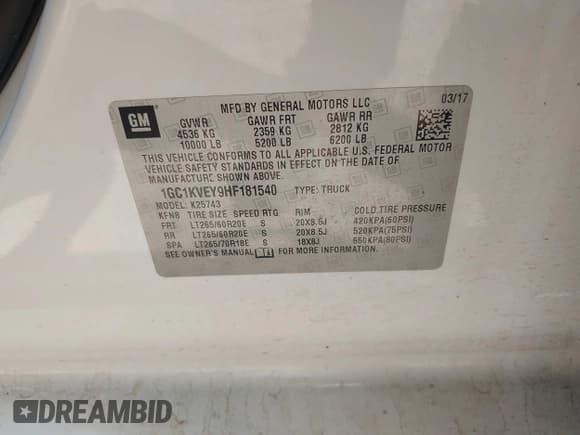 GM
MFD BY GENERAL MOTORS LLC
03/17
GVWR GAWR FRT GAWR RR
4536 KG 2359 KG 2812 KG
10000 LB 5200 LB 6200 LB
THIS VEHICLE CONFORMS TO ALL APPLICABLE U.S. FEDERAL MOTOR
VEHICLE SAFETY STANDARDS IN EFFECT ON THE DATE OF
MANUFACTURE SHOWN ABOVE.
1GC1KVEY9HF181540 TYPE: TRUCK
MODEL: K25743
KFNB TIRE SIZE SPEED RTG RIM COLD TIRE PRESSURE
FRT LT265/60R20E S 20X8.5J 420KPA(60PSI)
RR LT265/60R20E S 20X8.5J 520KPA(75PSI)
SPA LT265/70R18E S 18X8J 550KPA(80PSI)
SEE OWNER'S MANUAL FOR MORE INFORMATION.
DREAMBID